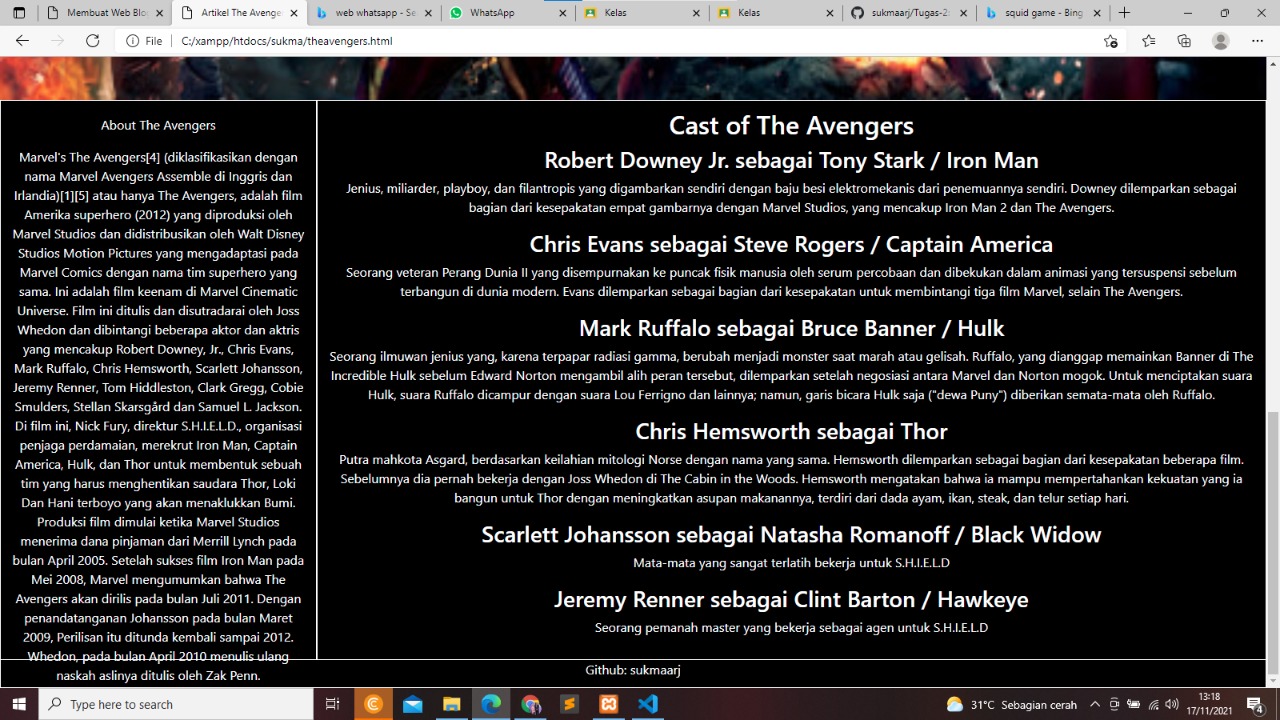 Membuat Web Blo
Artikel The Avenge
web whatsapp - Se
WhatsApp
Kelas
Kelas
sukmaarj/Tugas-2
squid game - Bing
File
C:/xampp/htdocs/sukma/theavengers.html
About The Avengers
Marvel's The Avengers[4] (diklasifikasikan dengan
nama Marvel Avengers Assemble di Inggris dan
Irlandia)[1][5] atau hanya The Avengers, adalah film
Amerika superhero (2012) yang diproduksi oleh
Marvel Studios dan didistribusikan oleh Walt Disney
Studios Motion Pictures yang mengadaptasi pada
Marvel Comics dengan nama tim superhero yang
sama. Ini adalah film keenam di Marvel Cinematic
Universe. Film ini ditulis dan disutradarai oleh Joss
Whedon dan dibintangi beberapa aktor dan aktris
yang mencakup Robert Downey, Jr., Chris Evans,
Mark Ruffalo, Chris Hemsworth, Scarlett Johansson,
Jeremy Renner, Tom Hiddleston, Clark Gregg, Cobie
Smulders, Stellan Skarsgård dan Samuel L. Jackson.
Di film ini, Nick Fury, direktur S.H.I.E.L.D., organisasi
penjaga perdamaian, merekrut Iron Man, Captain
America, Hulk, dan Thor untuk membentuk sebuah
tim yang harus menghentikan saudara Thor, Loki
Dan Hani terboyo yang akan menaklukkan Bumi.
Produksi film dimulai ketika Marvel Studios
menerima dana pinjaman dari Merrill Lynch pada
bulan April 2005. Setelah sukses film Iron Man pada
Mei 2008, Marvel mengumumkan bahwa The
Avengers akan dirilis pada bulan Juli 2011. Dengan
penandatanganan Johansson pada bulan Maret
2009, Perilisan itu ditunda kembali sampai 2012.
Whedon, pada bulan April 2010 menulis ulang
naskah aslinya ditulis oleh Zak Penn.
Cast of The Avengers
Robert Downey Jr. sebagai Tony Stark / Iron Man
Jenius, miliarder, playboy, dan filantropis yang digambarkan sendiri dengan baju besi elektromekanis dari penemuannya sendiri. Downey dilemparkan sebagai
bagian dari kesepakatan empat gambarnya dengan Marvel Studios, yang mencakup Iron Man 2 dan The Avengers.
Chris Evans sebagai Steve Rogers / Captain America
Seorang veteran Perang Dunia II yang disempurnakan ke puncak fisik manusia oleh serum percobaan dan dibekukan dalam animasi yang tersuspensi sebelum
terbangun di dunia modern. Evans dilemparkan sebagai bagian dari kesepakatan untuk membintangi tiga film Marvel, selain The Avengers.
Mark Ruffalo sebagai Bruce Banner / Hulk
Seorang ilmuwan jenius yang, karena terpapar radiasi gamma, berubah menjadi monster saat marah atau gelisah. Ruffalo, yang dianggap memainkan Banner di The
Incredible Hulk sebelum Edward Norton mengambil alih peran tersebut, dilemparkan setelah negosiasi antara Marvel dan Norton mogok. Untuk menciptakan suara
Hulk, suara Ruffalo dicampur dengan suara Lou Ferrigno dan lainnya; namun, garis bicara Hulk saja ("dewa Puny") diberikan semata-mata oleh Ruffalo.
Chris Hemsworth sebagai Thor
Putra mahkota Asgard, berdasarkan keilahian mitologi Norse dengan nama yang sama. Hemsworth dilemparkan sebagai bagian dari kesepakatan beberapa film.
Sebelumnya dia pernah bekerja dengan Joss Whedon di The Cabin in the Woods. Hemsworth mengatakan bahwa ia mampu mempertahankan kekuatan yang ia
bangun untuk Thor dengan meningkatkan asupan makanannya, terdiri dari dada ayam, ikan, steak, dan telur setiap hari.
Scarlett Johansson sebagai Natasha Romanoff / Black Widow
Mata-mata yang sangat terlatih bekerja untuk S.H.I.E.L.D
Jeremy Renner sebagai Clint Barton / Hawkeye
Seorang pemanah master yang bekerja sebagai agen untuk S.H.I.E.L.D
Github: sukmaarj
Type here to search
31°C Sebagian cerah
13:18
17/11/2021
4